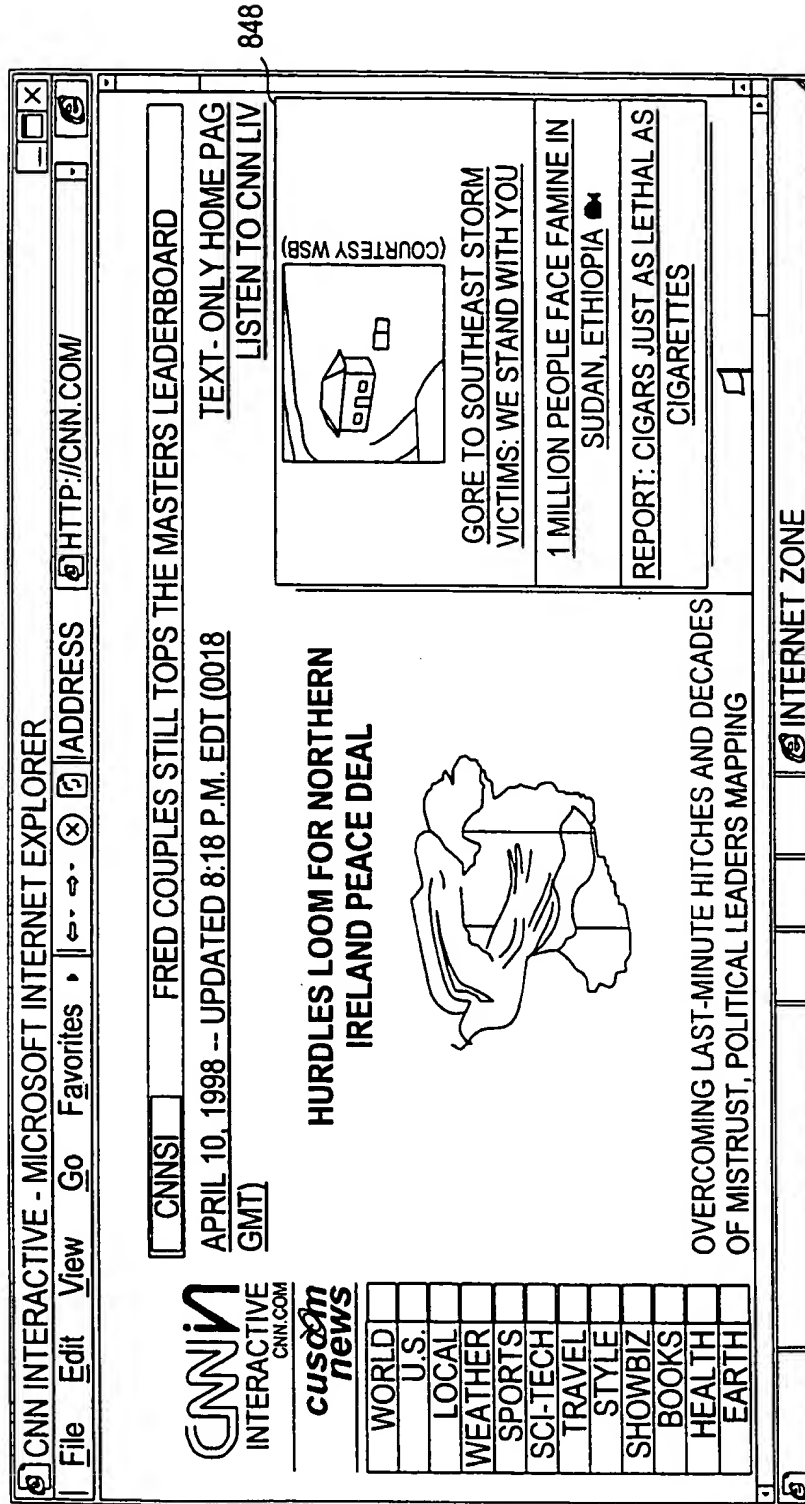 CNN INTERACTIVE - MICROSOFT INTERNET EXPLORER
File Edit View Go Favorites ADDRESS HTTP://CNN.COM/
CNNSI FRED COUPLES STILL TOPS THE MASTERS LEADERBOARD
CNNin
INTERACTIVE
CNN.COM
APRIL 10, 1998 -- UPDATED 8:18 P.M. EDT (0018
GMT)
TEXT- ONLY HOME PAG
LISTEN TO CNN LIV
cusom
news
WORLD
U.S.
LOCAL
WEATHER
SPORTS
SCI-TECH
TRAVEL
STYLE
SHOWBIZ
BOOKS
HEALTH
EARTH
HURDLES LOOM FOR NORTHERN
IRELAND PEACE DEAL
OVERCOMING LAST-MINUTE HITCHES AND DECADES
OF MISTRUST, POLITICAL LEADERS MAPPING
848
(COURTESY WSB)
GORE TO SOUTHEAST STORM
VICTIMS: WE STAND WITH YOU
1 MILLION PEOPLE FACE FAMINE IN
SUDAN, ETHIOPIA
REPORT: CIGARS JUST AS LETHAL AS
CIGARETTES
INTERNET ZONE